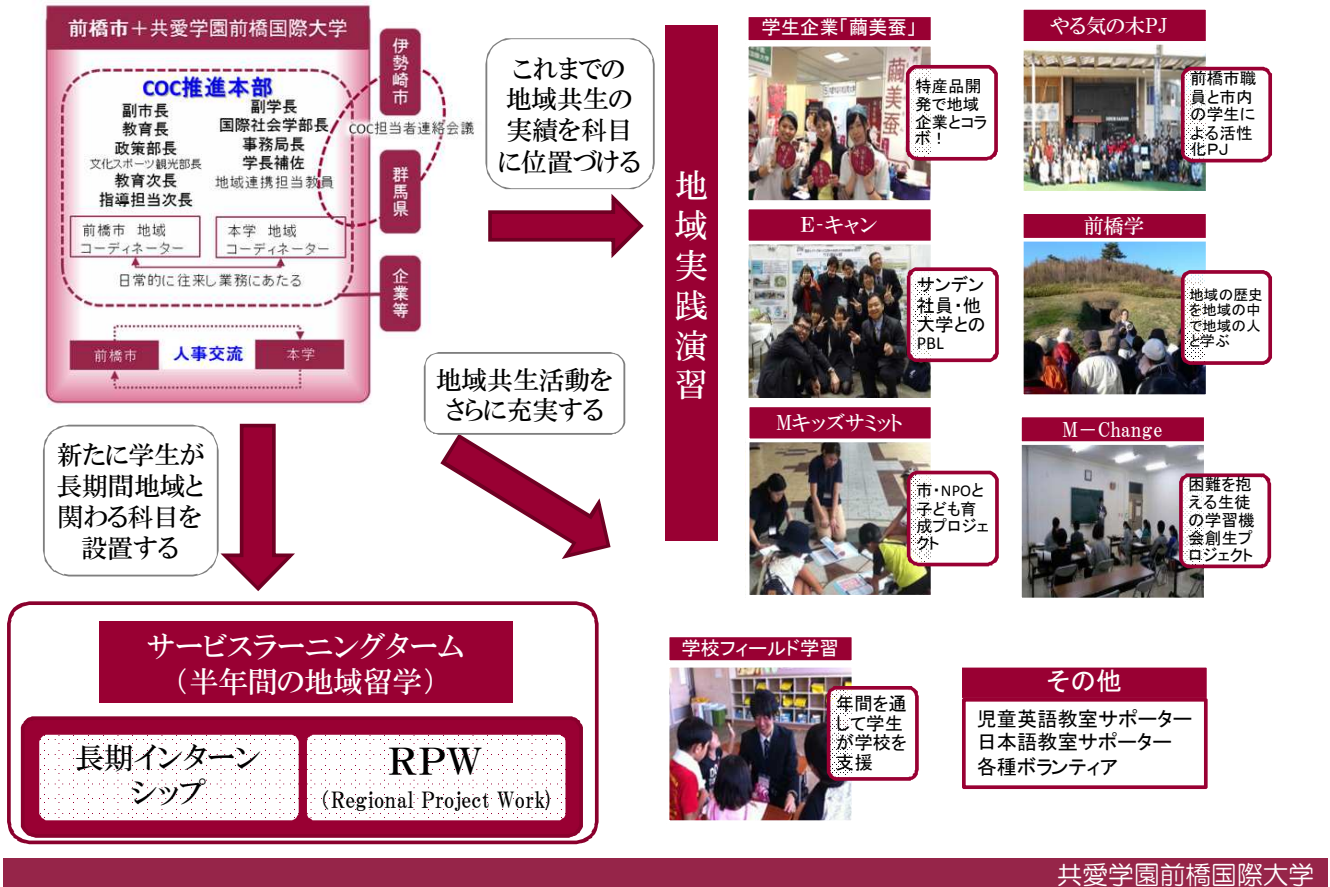 前橋市＋共愛学園前橋国際大学
COC推進本部
副市長
教育長
政策部長
文化スポーツ観光部長
教育次長
指導担当次長
副学長
国際社会学部長
事務局長
学長補佐
地域連携担当教員
前橋市 地域
コーディネーター
本学 地域
コーディネーター
日常的に往来し業務にあたる
前橋市
人事交流
本学
伊勢崎市
COC担当者連絡会議
群馬県
企業等
これまでの
地域共生の
実績を科目
に位置づける
地域共生活動を
さらに充実する
新たに学生が
長期間地域と
関わる科目を
設置する
サービスラーニングターム
（半年間の地域留学）
長期インターン
シップ
RPW
(Regional Project Work)
地域実践演習
学生企業「繭美蚕」
繭美蚕
特産品開
発で地域
企業とコラ
ボ！
やる気の木PJ
前橋市職
員と市内
の学生に
よる活性
化PJ
E-キャン
サンデン
社員・他
大学との
PBL
前橋学
地域の歴史
を地域の中
で地域の人
と学ぶ
Mキッズサミット
市・NPOと
子ども育
成プロジェ
クト
M－Change
困難を抱
える生徒
の学習機
会創生プ
ロジェクト
学校フィールド学習
年間を通
して学生
が学校を
支援
その他
児童英語教室サポーター
日本語教室サポーター
各種ボランティア
共愛学園前橋国際大学